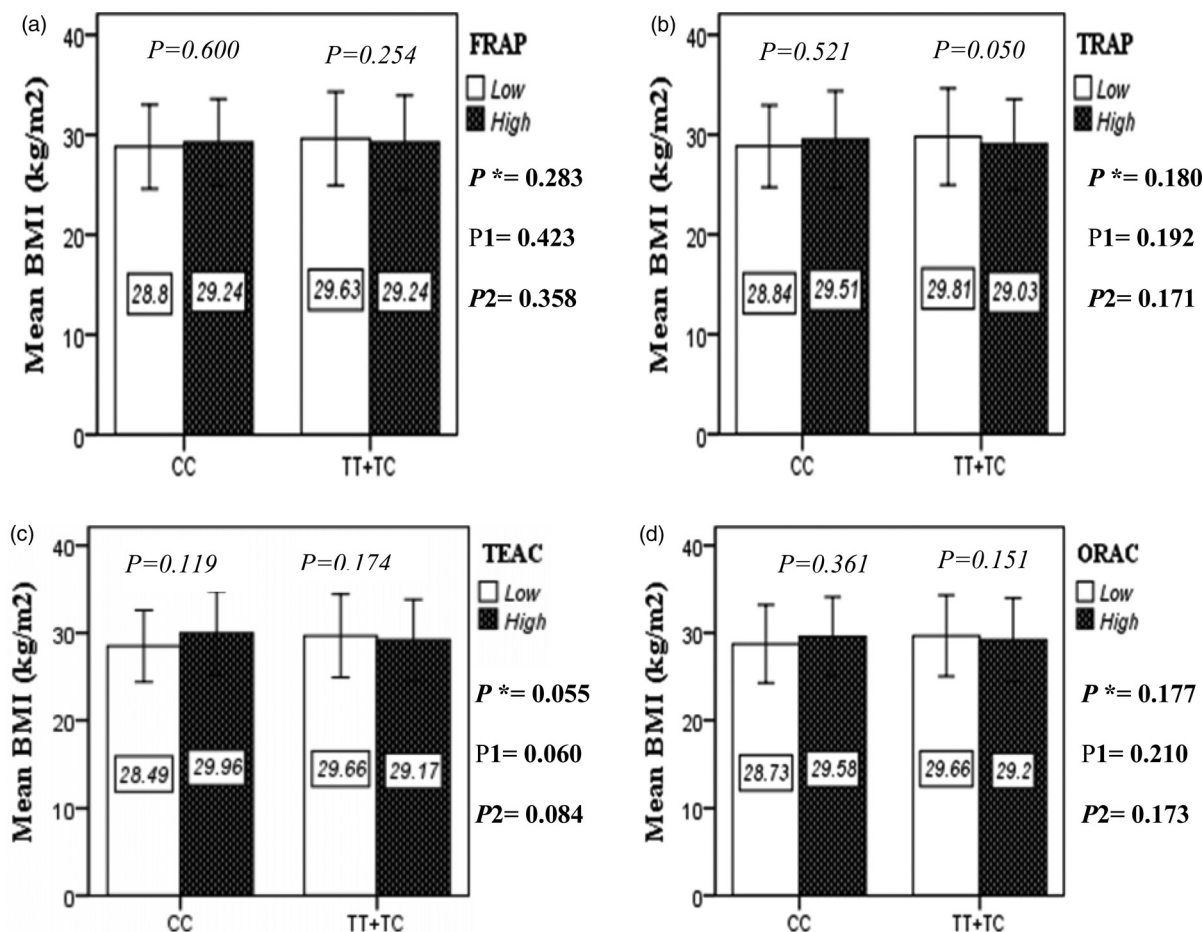 (a)
Mean BMI (kg/m2)
40
30
20
10
0
P=0.600
P=0.254
28.8
29.24
29.63
29.24
CC
TT+TC
FRAP
Low
High
P *= 0.283
P1= 0.423
P2= 0.358
(b)
Mean BMI (kg/m2)
40
30
20
10
0
P=0.521
P=0.050
28.84
29.51
29.81
29.03
CC
TT+TC
TRAP
Low
High
P *= 0.180
P1= 0.192
P2= 0.171
(c)
Mean BMI (kg/m2)
40
30
20
10
0
P=0.119
P=0.174
28.49
29.96
29.66
29.17
CC
TT+TC
TEAC
Low
High
P *= 0.055
P1= 0.060
P2= 0.084
(d)
Mean BMI (kg/m2)
40
30
20
10
0
P=0.361
P=0.151
28.73
29.58
29.66
29.2
CC
TT+TC
ORAC
Low
High
P *= 0.177
P1= 0.210
P2= 0.173